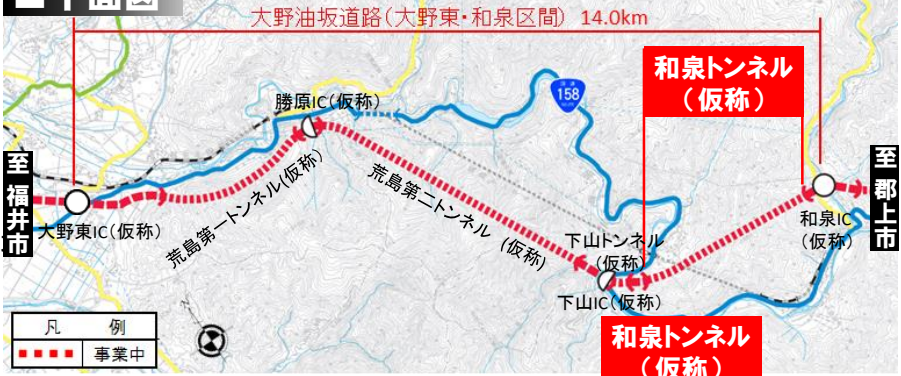 平面図
大野油坂道路(大野東・和泉区間) 14.0km
和泉トンネル
(仮称)
国道
158
勝原IC(仮称)
至 福井市
至 郡上市
大野東IC(仮称)
荒島第一トンネル(仮称)
荒島第二トンネル (仮称)
下山トンネル
(仮称)
下山IC(仮称)
和泉IC
(仮称)
凡 例
事業中
和泉トンネル
(仮称)